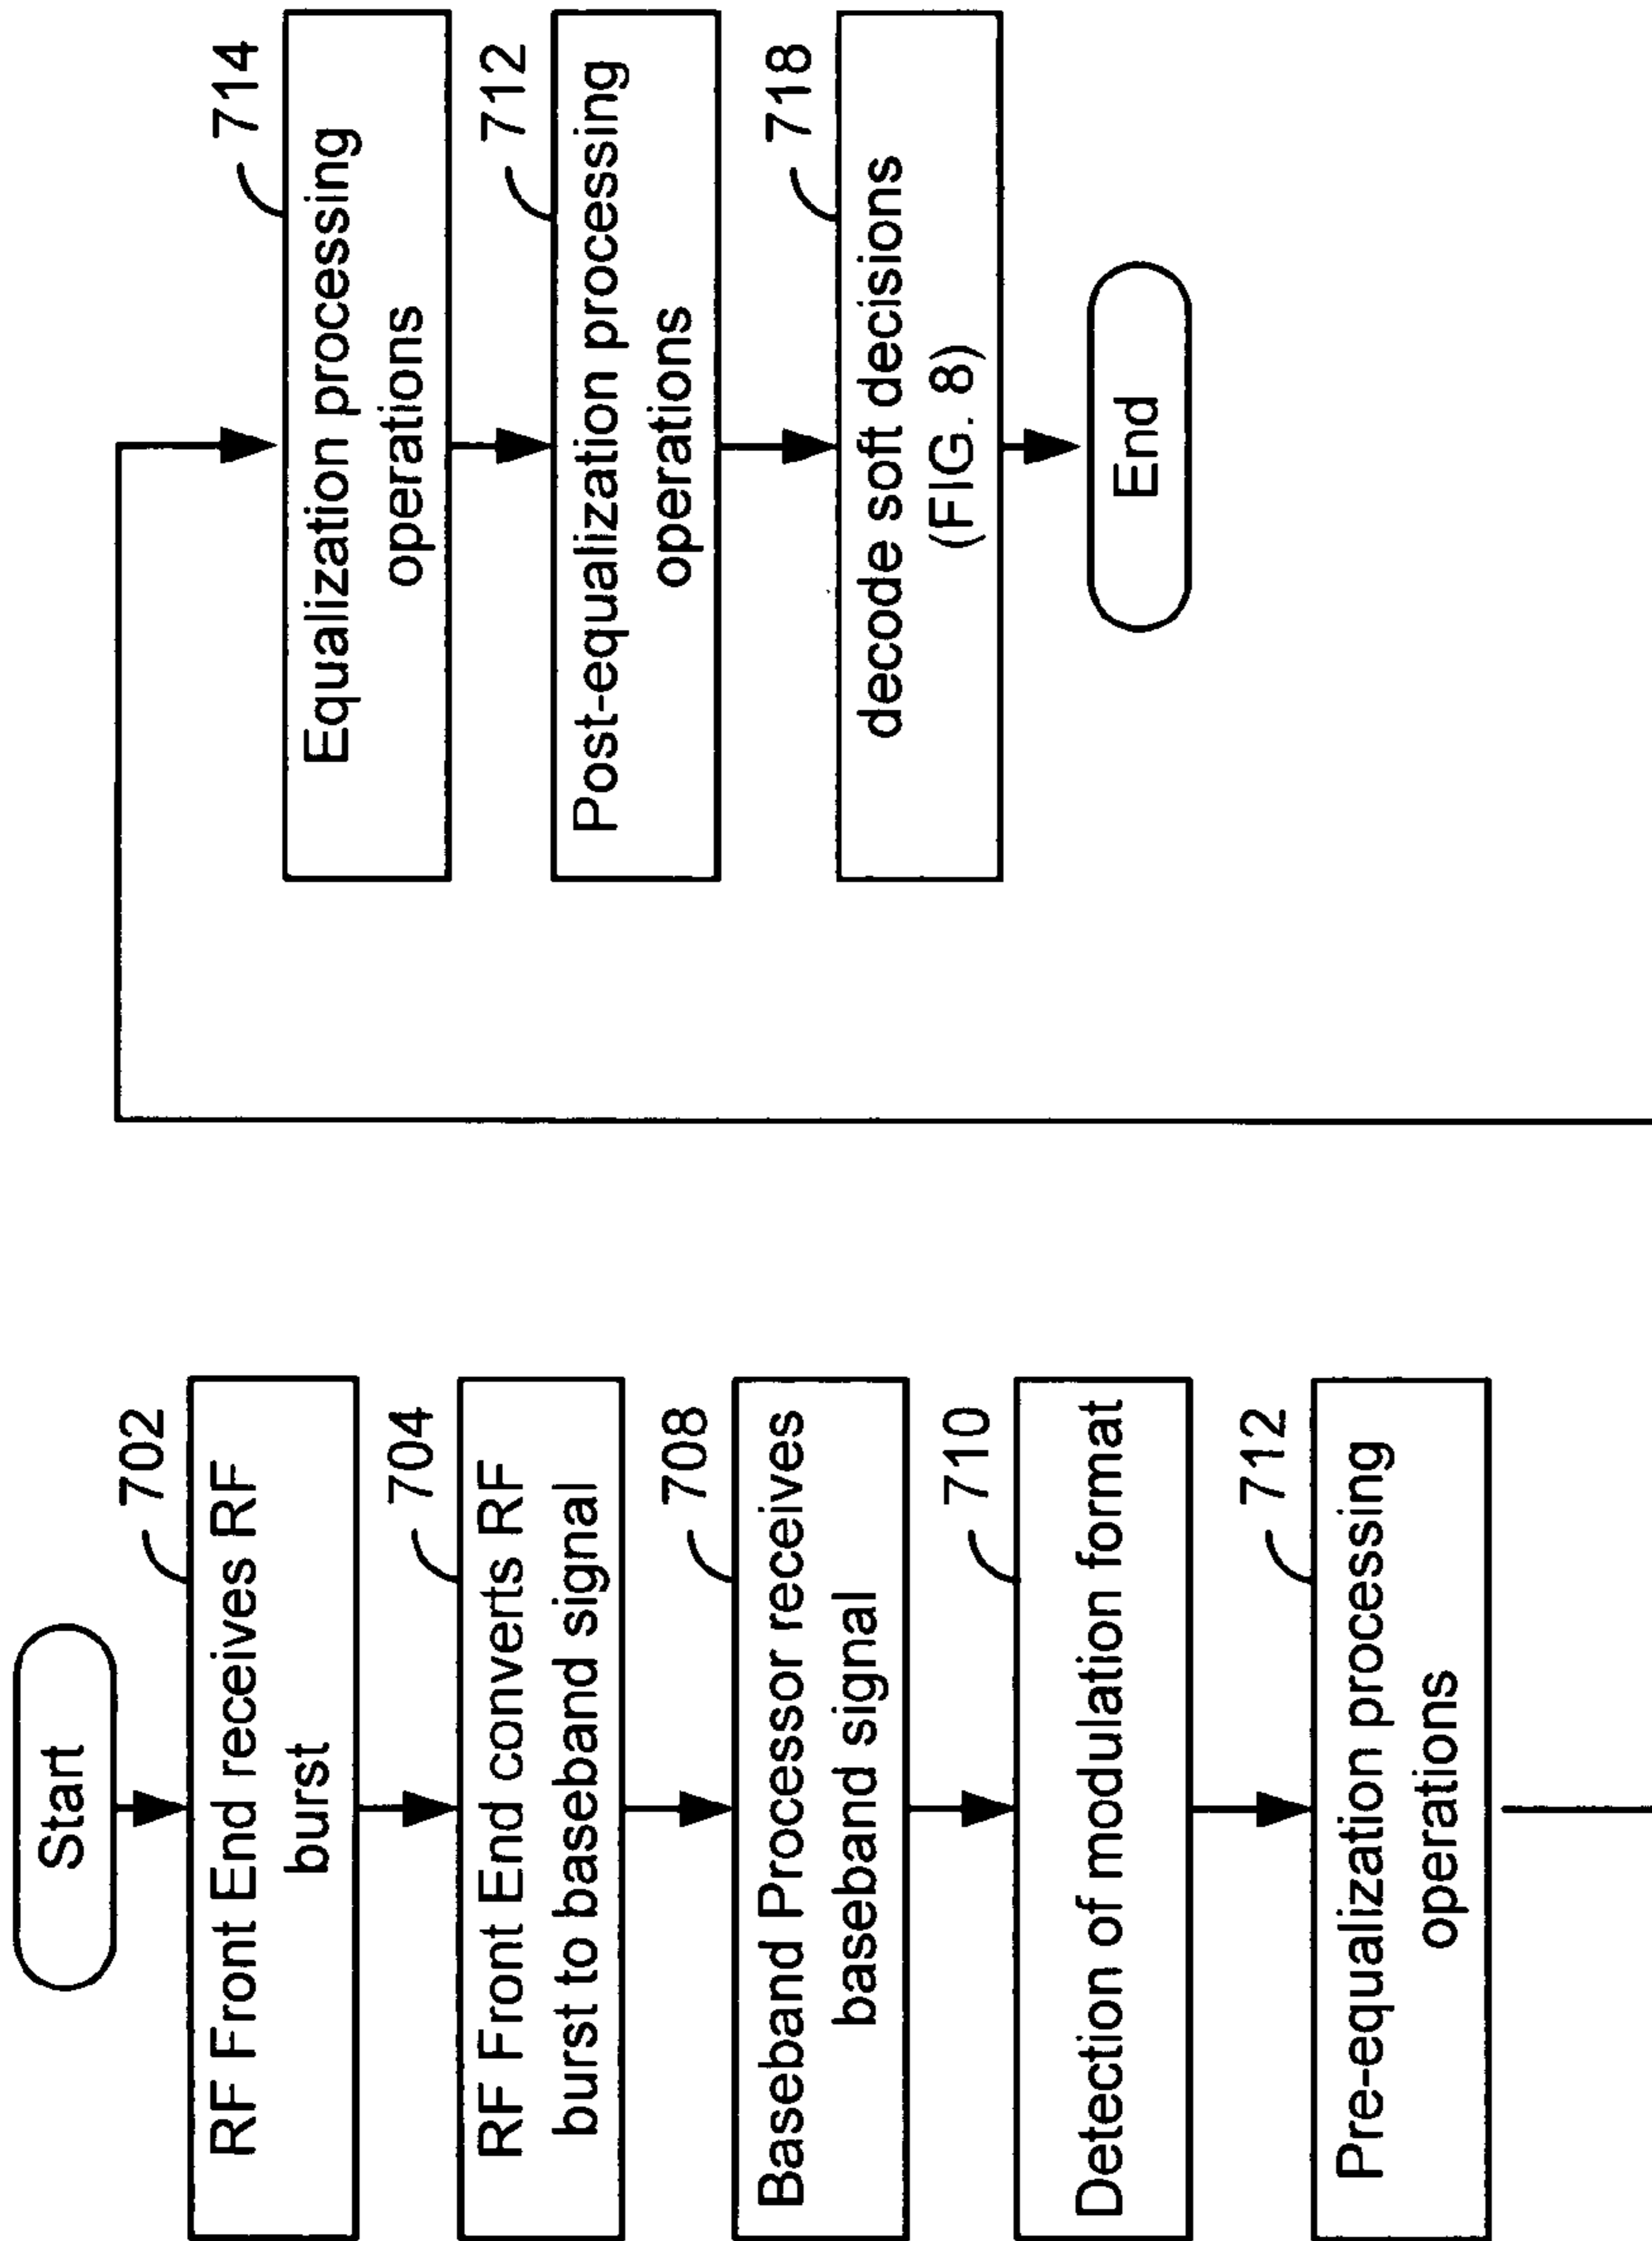 Start
702
RF Front End receives RF
burst
704
RF Front End converts RF
burst to baseband signal
708
Baseband Processor receives
baseband signal
710
Detection of modulation format
712
Pre-equalization processing
operations
714
Equalization processing
operations
712
Post-equalization processing
operations
718
decode soft decisions
(FIG. 8)
End